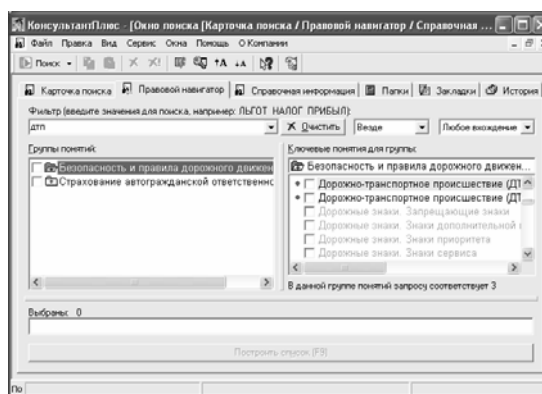 КонсультантПлюс - [Окно поиска [Карточка поиска / Правовой навигатор / Справочная ...
Файл Правка Вид Сервис Окна Помощь О Компании
Поиск
Карточка поиска Правовой навигатор Справочная информация Папки Закладки История
Фильтр (введите значения для поиска, например: ЛЬГОТ НАЛОГ ПРИБЫЛ):
дтп Очистить Везде Любое вхождение
Группы понятий: Ключевые понятия для группы:
Безопасность и правила дорожного движен Безопасность и правила дорожного движен...
Страхование автогражданской ответственнс Дорожно-транспортное происшествие (ДТ
Дорожно-транспортное происшествие (ДТ
Дорожные знаки. Запрещающие знаки
Дорожные знаки. Знаки дополнительной
Дорожные знаки. Знаки приоритета
Дорожные знаки. Знаки сервиса
В данной группе понятий запросу соответствует 3
Выбраны: 0
Построить список (F9)
По